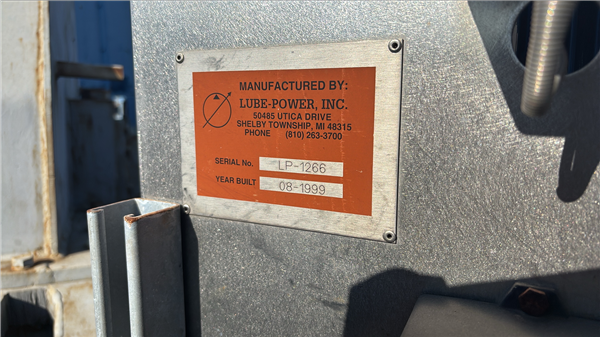 MANUFACTURED BY:
LUBE-POWER, INC.
50485 UTICA DRIVE
SHELBY TOWNSHIP, MI 48315
PHONE (810) 263-3700
SERIAL No. LP-1266
YEAR BUILT 08-1999